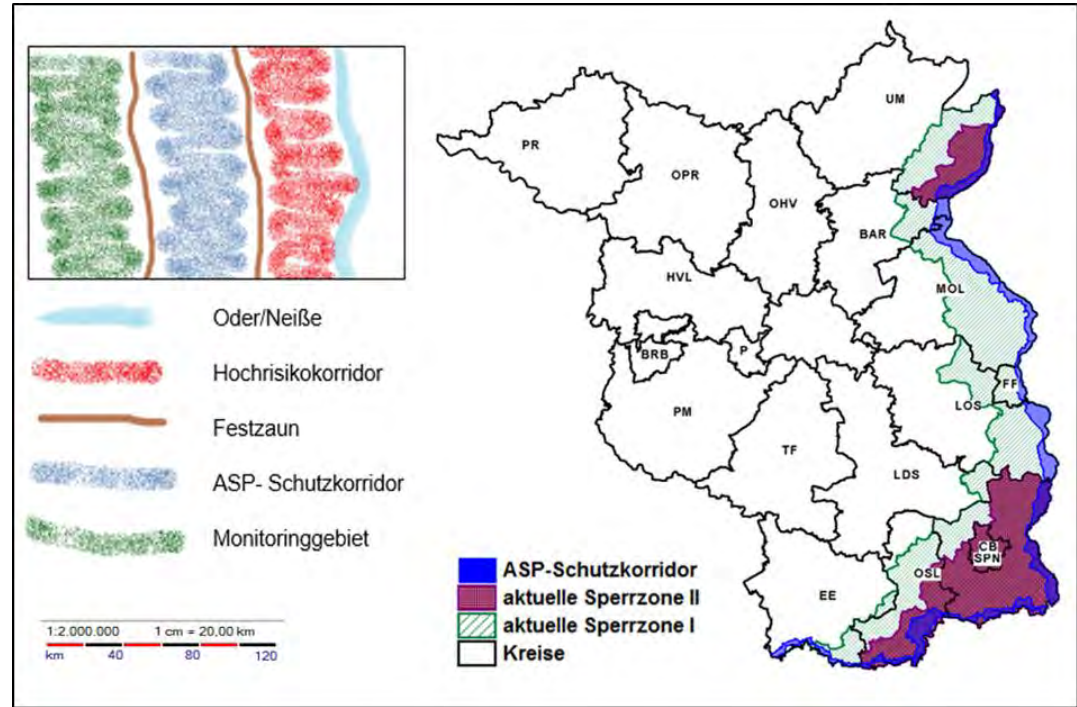 Oder/Neiße
Hochrisikokorridor
Festzaun
ASP- Schutzkorridor
Monitoringgebiet
1:2.000.000 1 cm = 20,00 km
km 40 80 120
ASP-Schutzkorridor
aktuelle Sperrzone II
aktuelle Sperrzone I
Kreise
UM
PR
OPR
OHV
BAR
HVL
MOL
BRB
P
FF
LOS
PM
TF
LDS
CB
SPN
OSL
EE